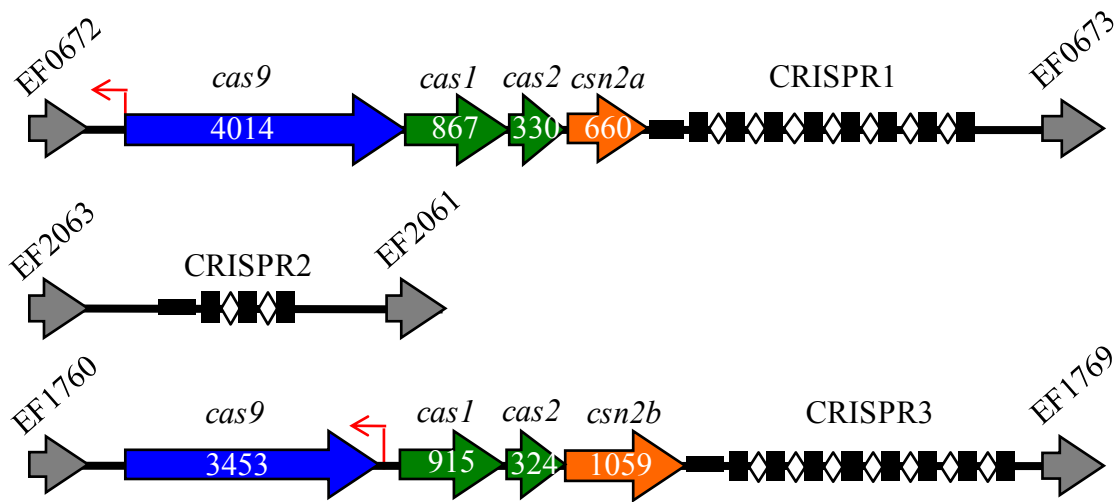 EF0672
cas9
cas1
cas2
csn2a
CRISPR1
EF0673
4014
867
330
660
EF2063
CRISPR2
EF2061
EF1760
cas9
cas1
cas2
csn2b
CRISPR3
EF1769
3453
915
324
1059